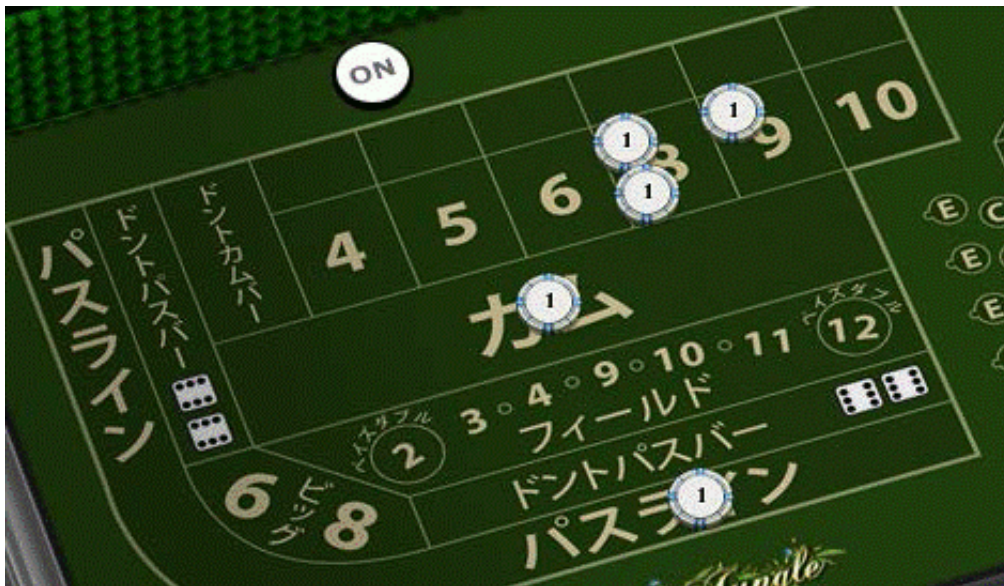 ON
4 5 6 8 9 10
パスライン
ドントパスバー
ドントカムバー
カム
1
1
1
1
1
2
3 4 9 10 11
12
フィールド
ドントパスバー
パスライン
6 8
ビッグ
E
E
E
Jungle